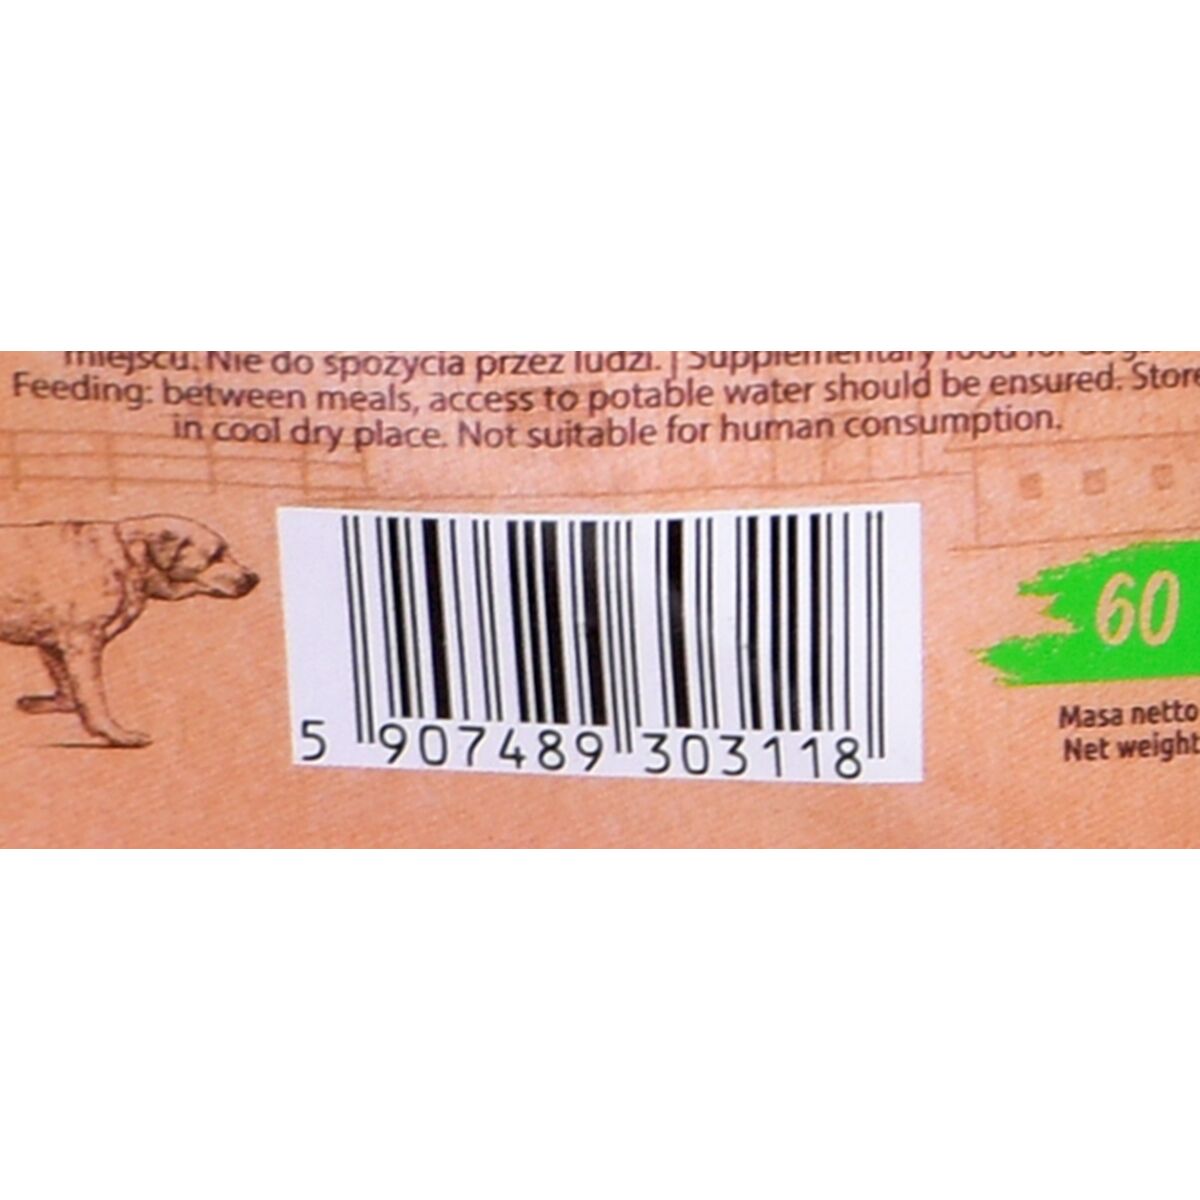 miejscu. Nie do spożycia przez ludzi. | Supplementary food for dogs.
Feeding: between meals, access to potable water should be ensured. Store
in cool dry place. Not suitable for human consumption.
60
Masa netto
Net weight
5 907489 303118